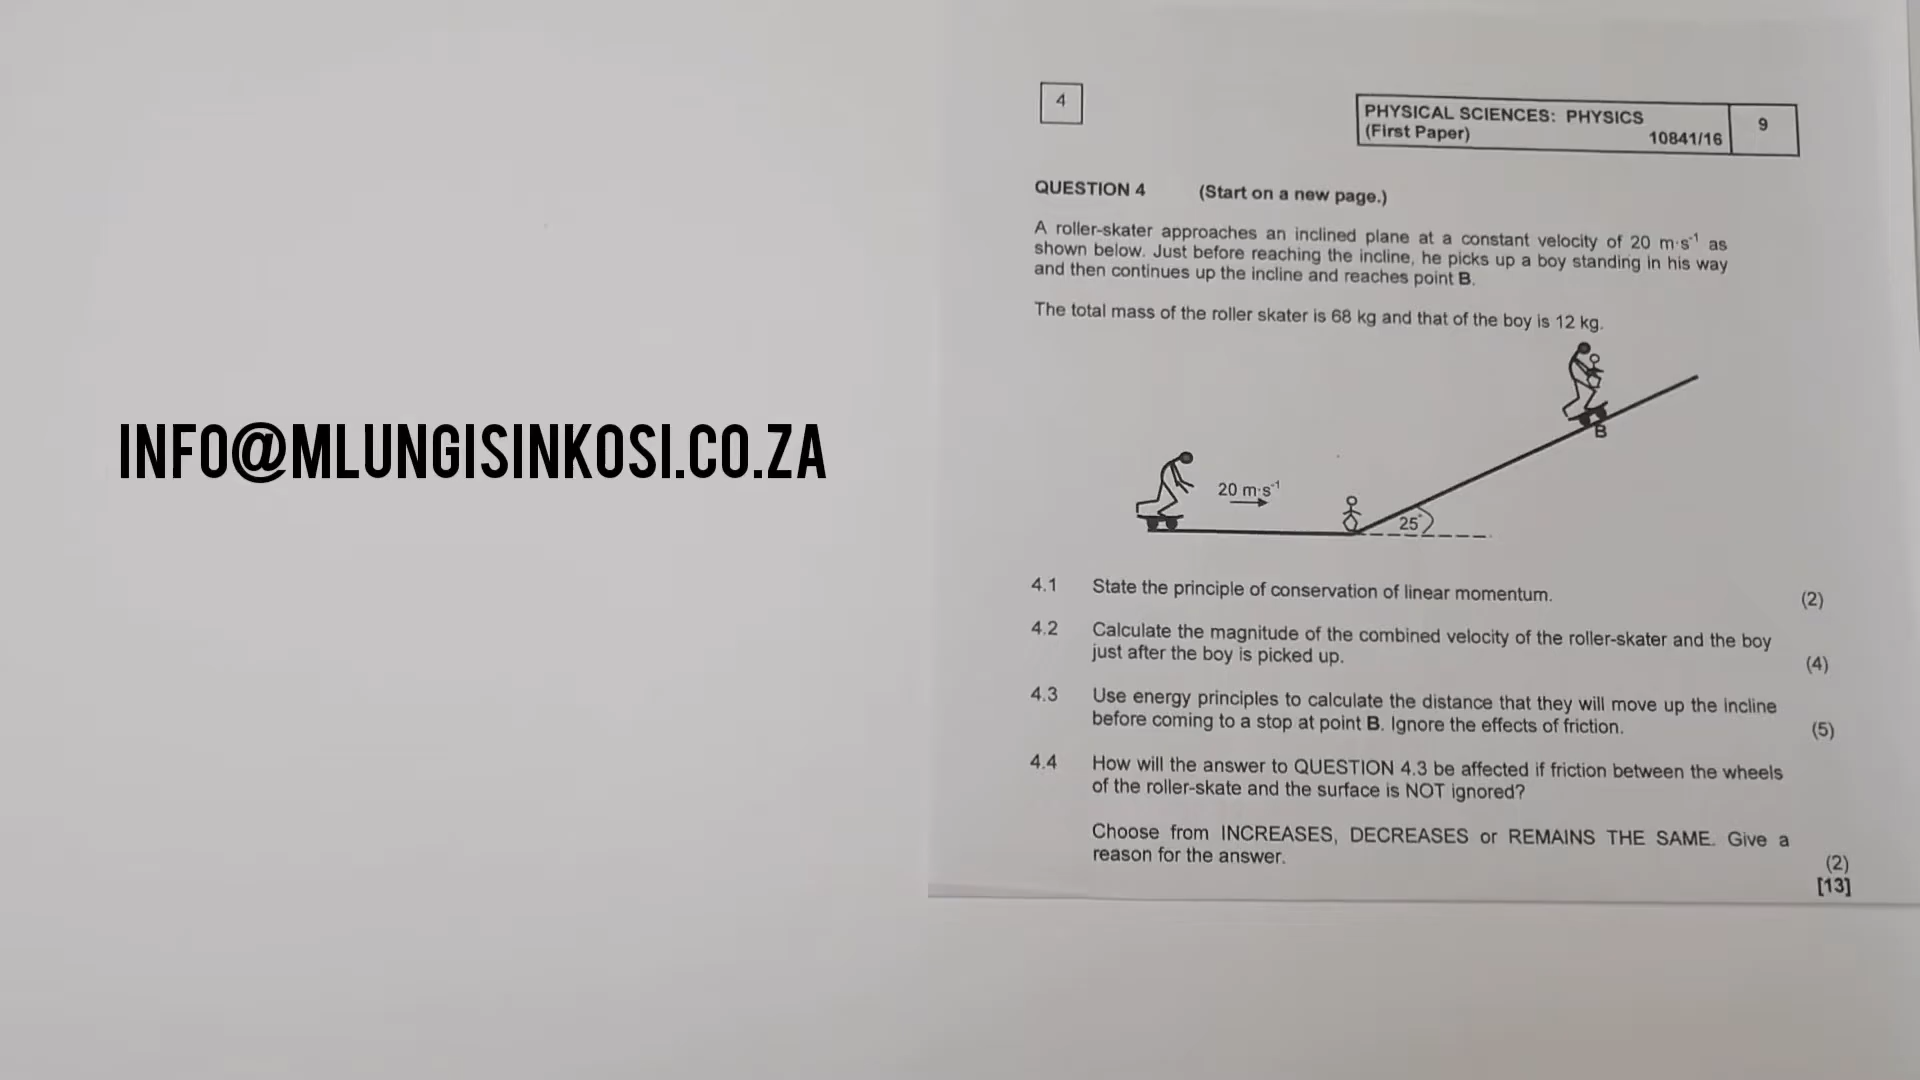 INFO@MLUNGISINKOSI.CO.ZA
4
PHYSICAL SCIENCES: PHYSICS
(First Paper) 10841/16
9
QUESTION 4 (Start on a new page.)
A roller-skater approaches an inclined plane at a constant velocity of 20 m·s⁻¹ as
shown below. Just before reaching the incline, he picks up a boy standing in his way
and then continues up the incline and reaches point B.
The total mass of the roller skater is 68 kg and that of the boy is 12 kg.
B
20 m·s⁻¹
25°
4.1 State the principle of conservation of linear momentum. (2)
4.2 Calculate the magnitude of the combined velocity of the roller-skater and the boy
just after the boy is picked up. (4)
4.3 Use energy principles to calculate the distance that they will move up the incline
before coming to a stop at point B. Ignore the effects of friction. (5)
4.4 How will the answer to QUESTION 4.3 be affected if friction between the wheels
of the roller-skate and the surface is NOT ignored?
Choose from INCREASES, DECREASES or REMAINS THE SAME. Give a
reason for the answer. (2)
[13]